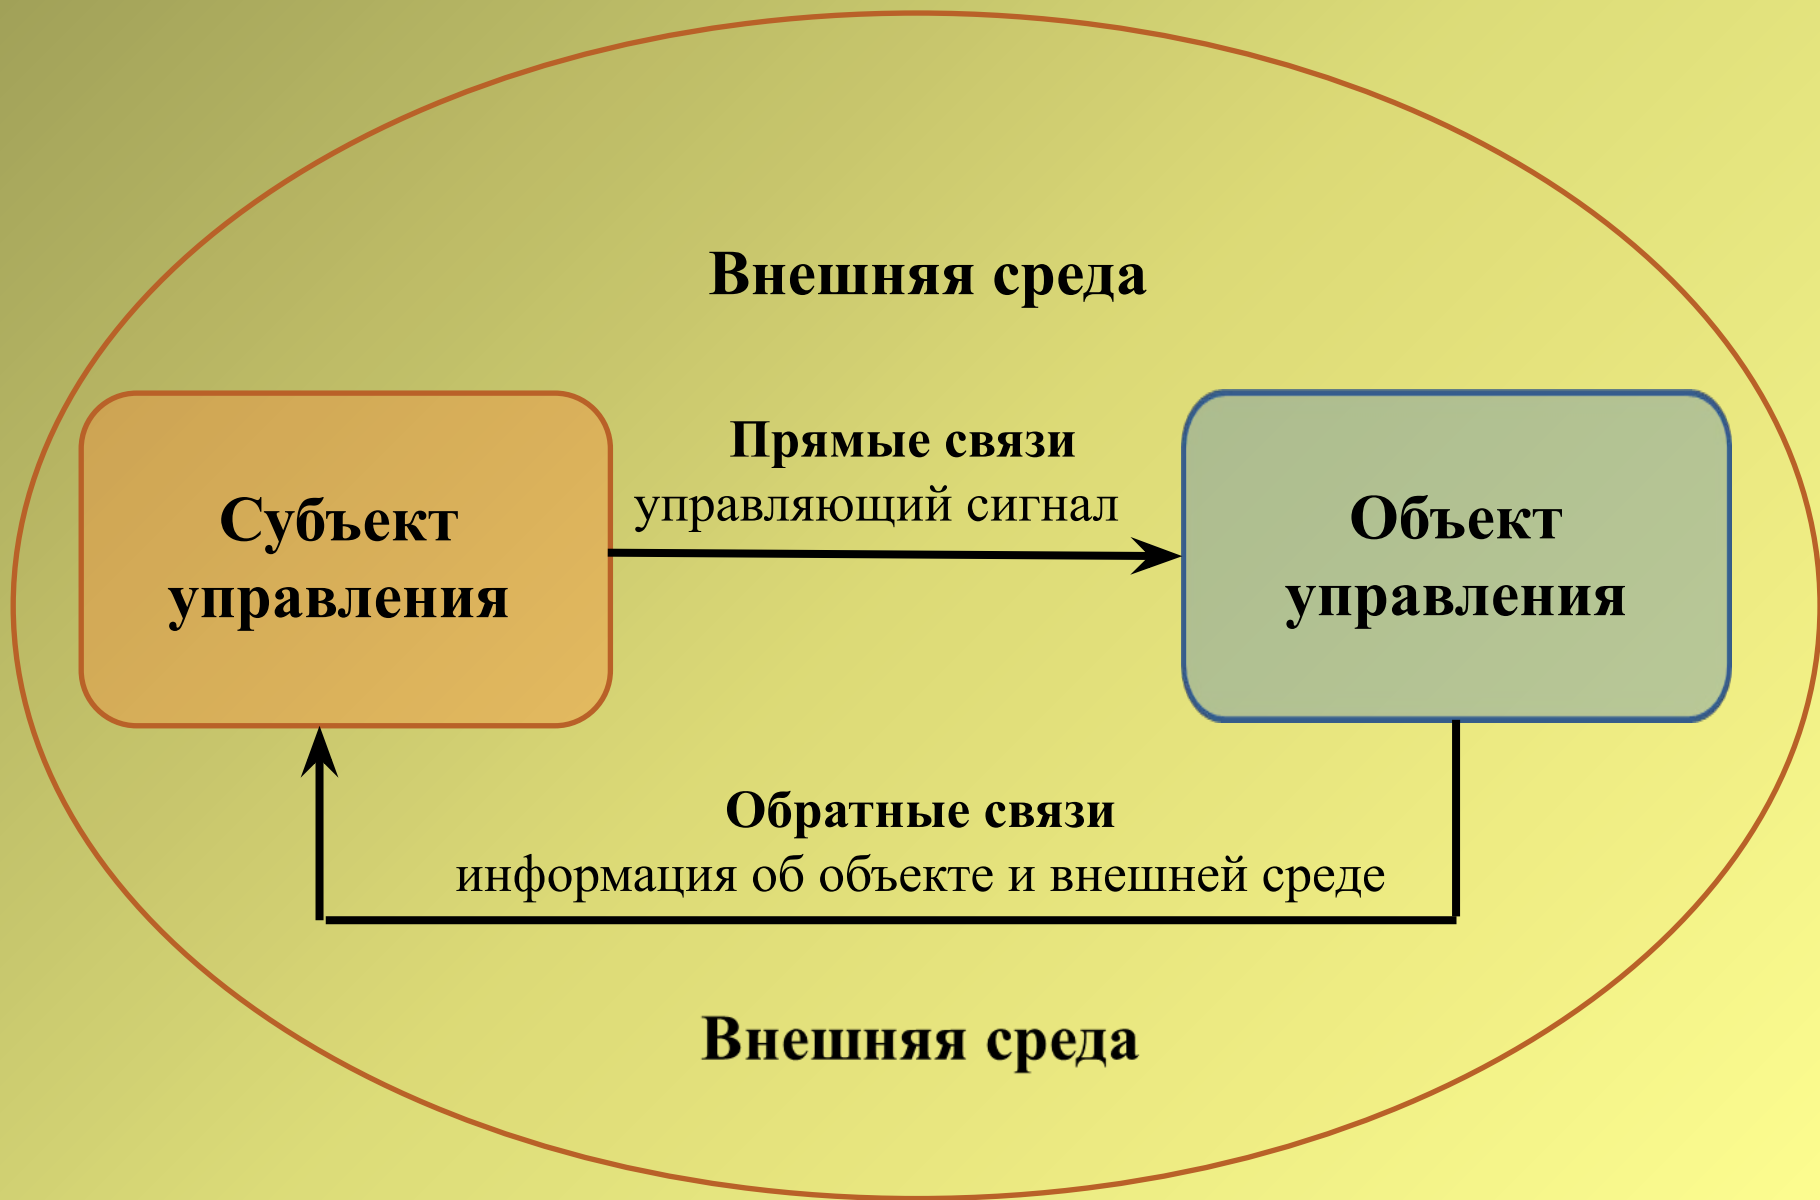 Внешняя среда
Прямые связи
управляющий сигнал
Субъект
управления
Объект
управления
Обратные связи
информация об объекте и внешней среде
Внешняя среда